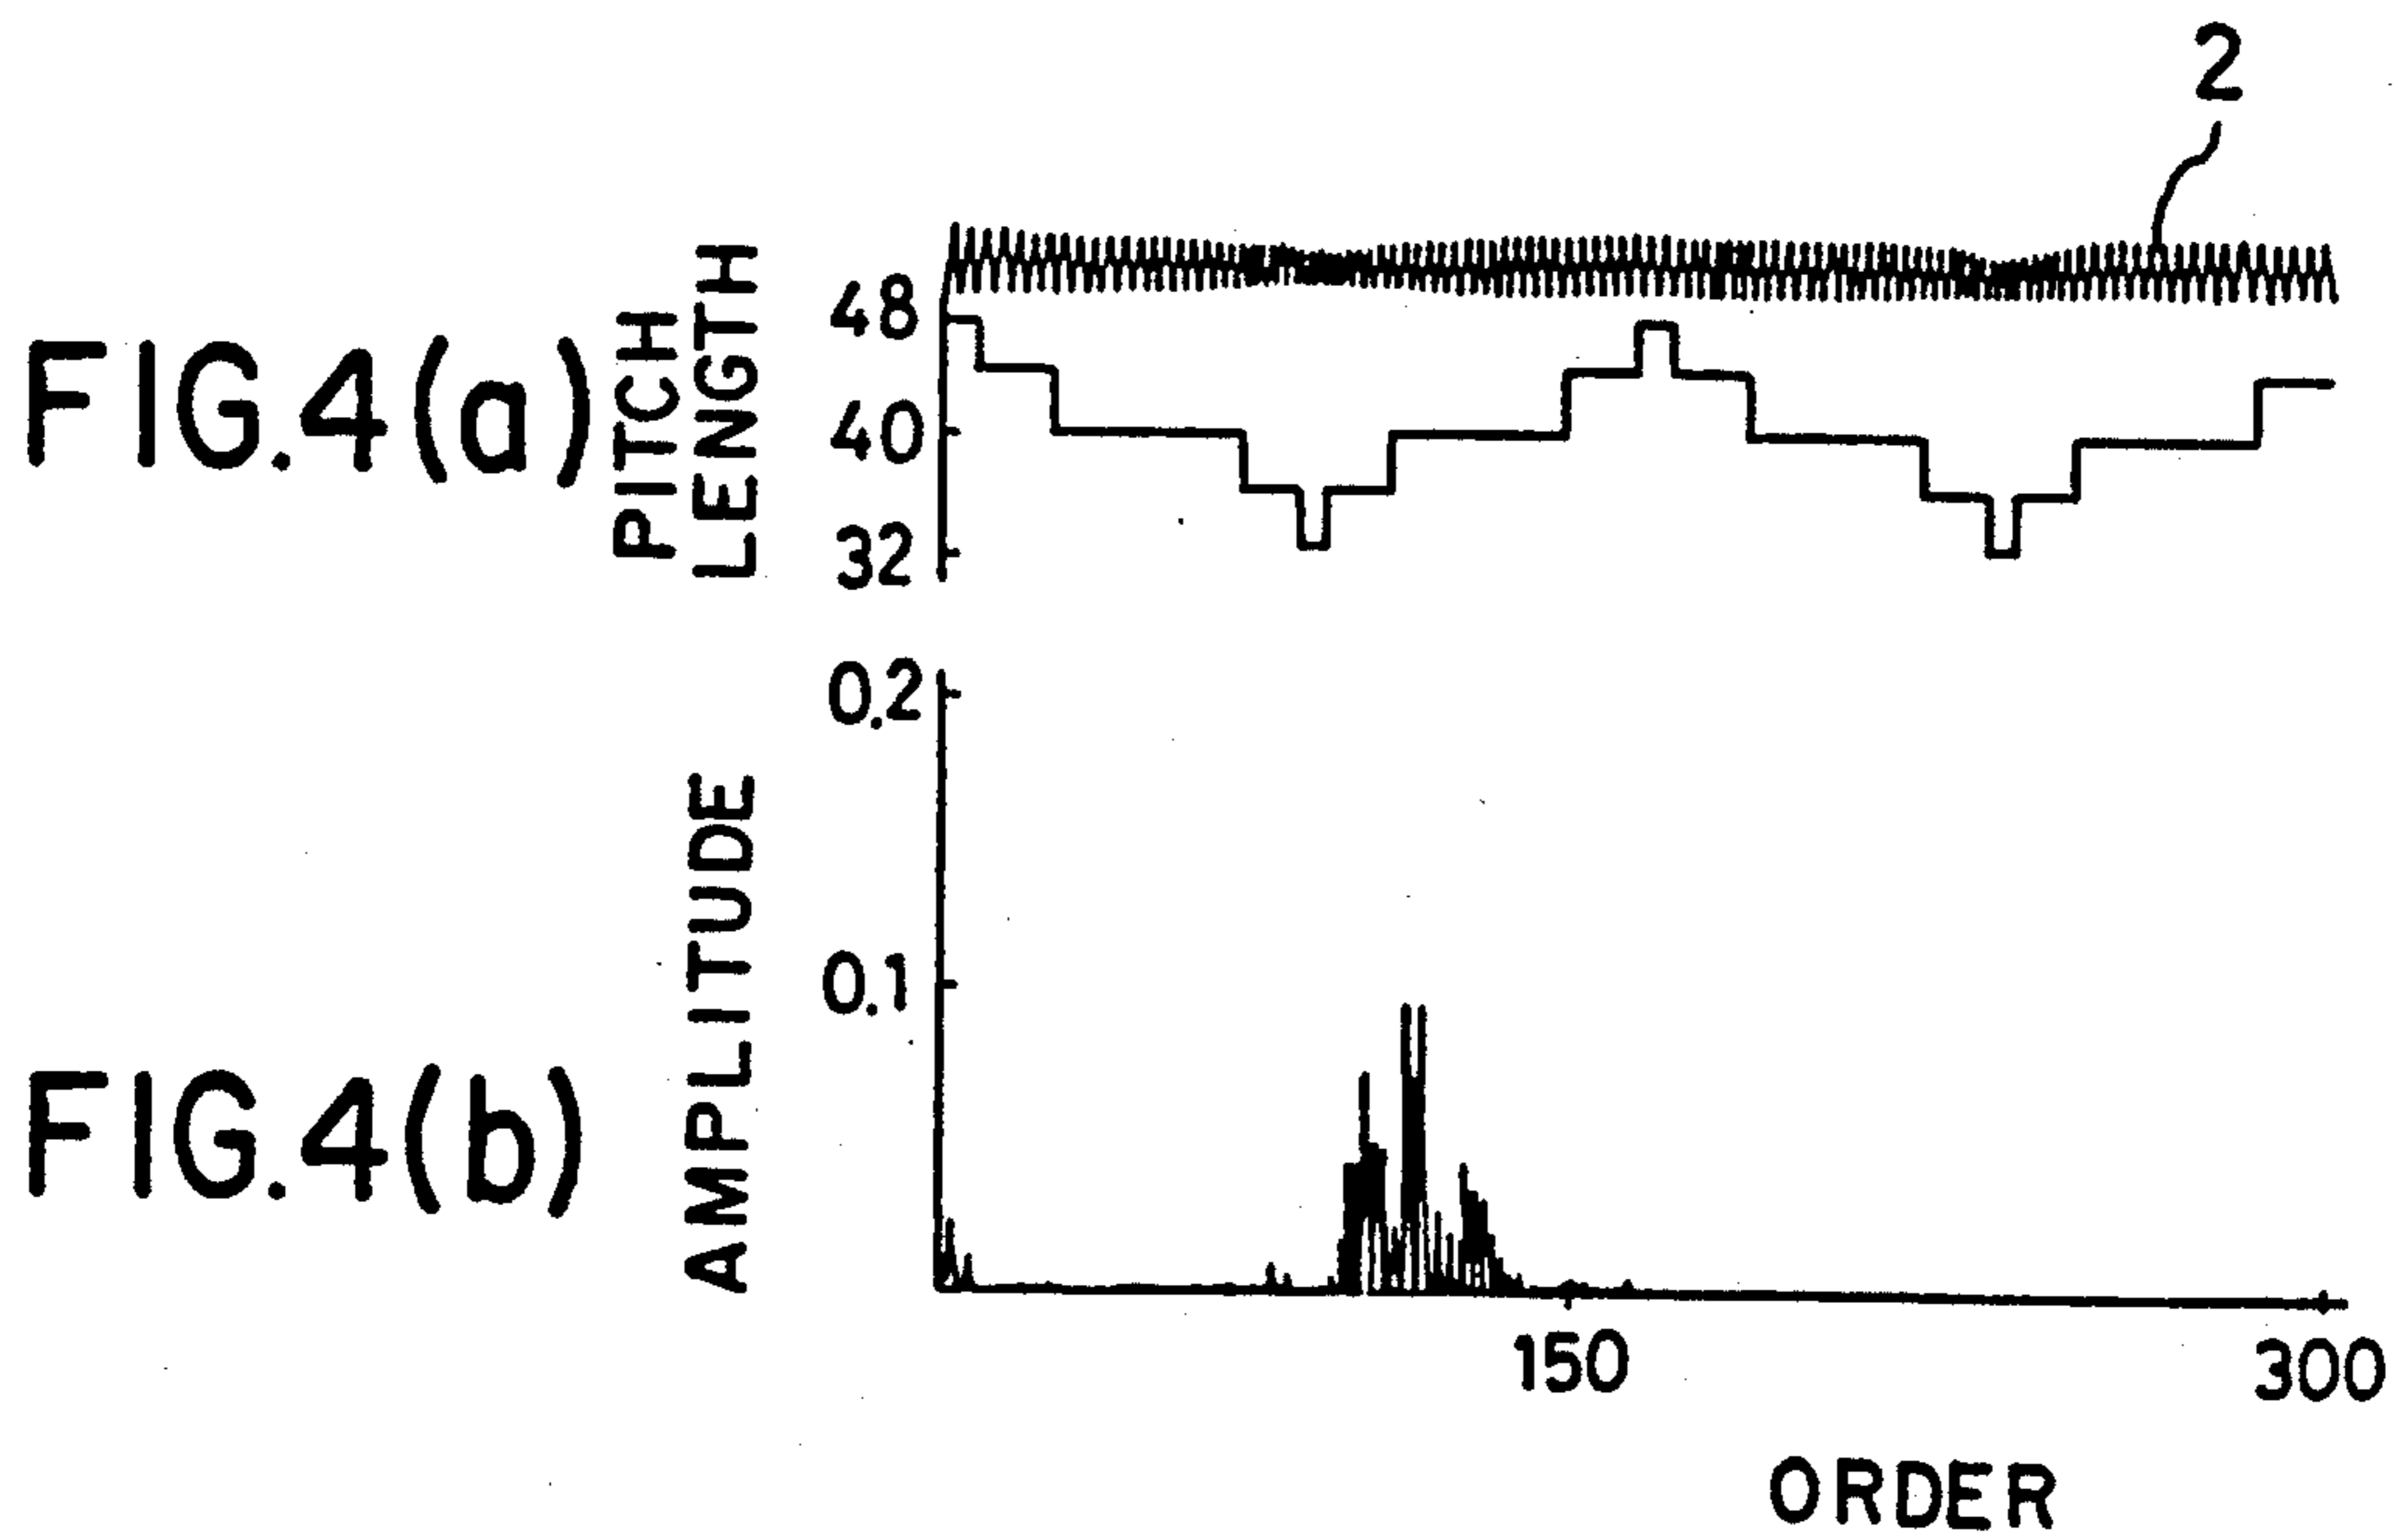 2
FIG.4(a)
PITCH
LENGTH
48
40
32
FIG.4(b)
AMPLITUDE
0.2
0.1
150
300
ORDER